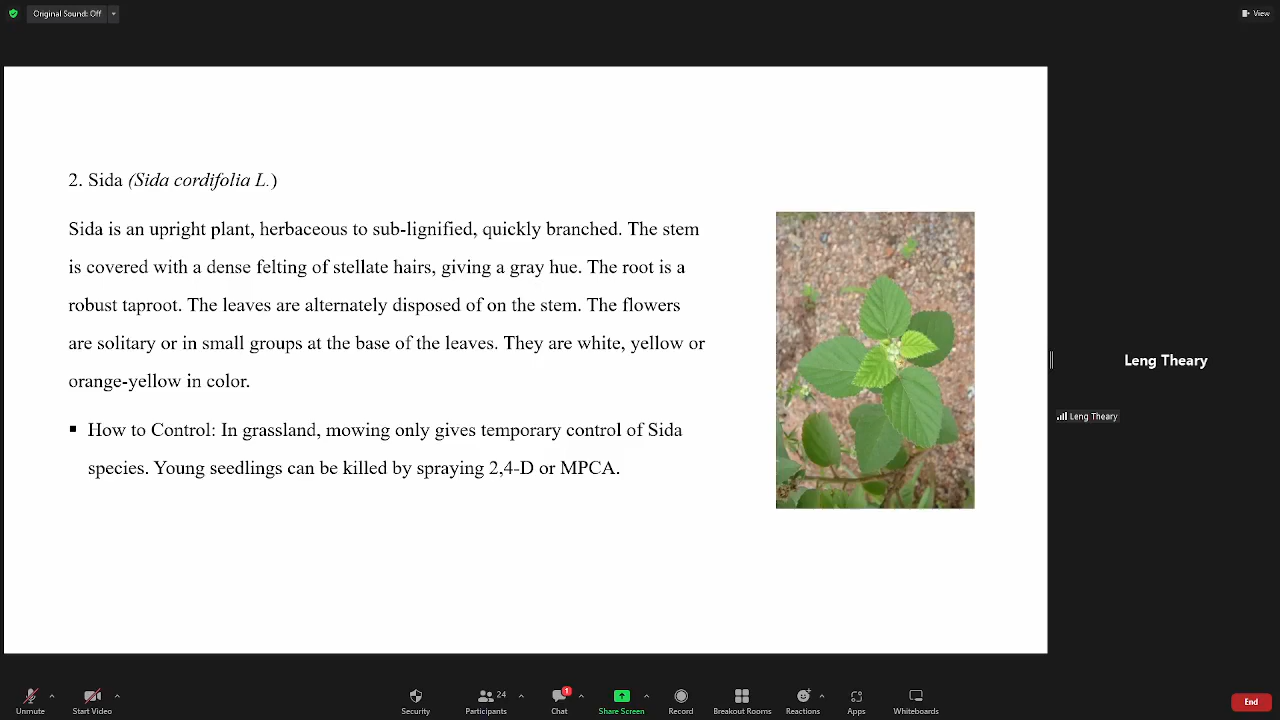 Original Sound: Off
View
2. Sida (Sida cordifolia L.)
Sida is an upright plant, herbaceous to sub-lignified, quickly branched. The stem
is covered with a dense felting of stellate hairs, giving a gray hue. The root is a
robust taproot. The leaves are alternately disposed of on the stem. The flowers
are solitary or in small groups at the base of the leaves. They are white, yellow or
orange-yellow in color.
▪ How to Control: In grassland, mowing only gives temporary control of Sida
species. Young seedlings can be killed by spraying 2,4-D or MPCA.
Leng Theary
Leng Theary
Unmute
Start Video
Security
Participants 24
Chat 1
Share Screen
Record
Breakout Rooms
Reactions
Apps
Whiteboards
End